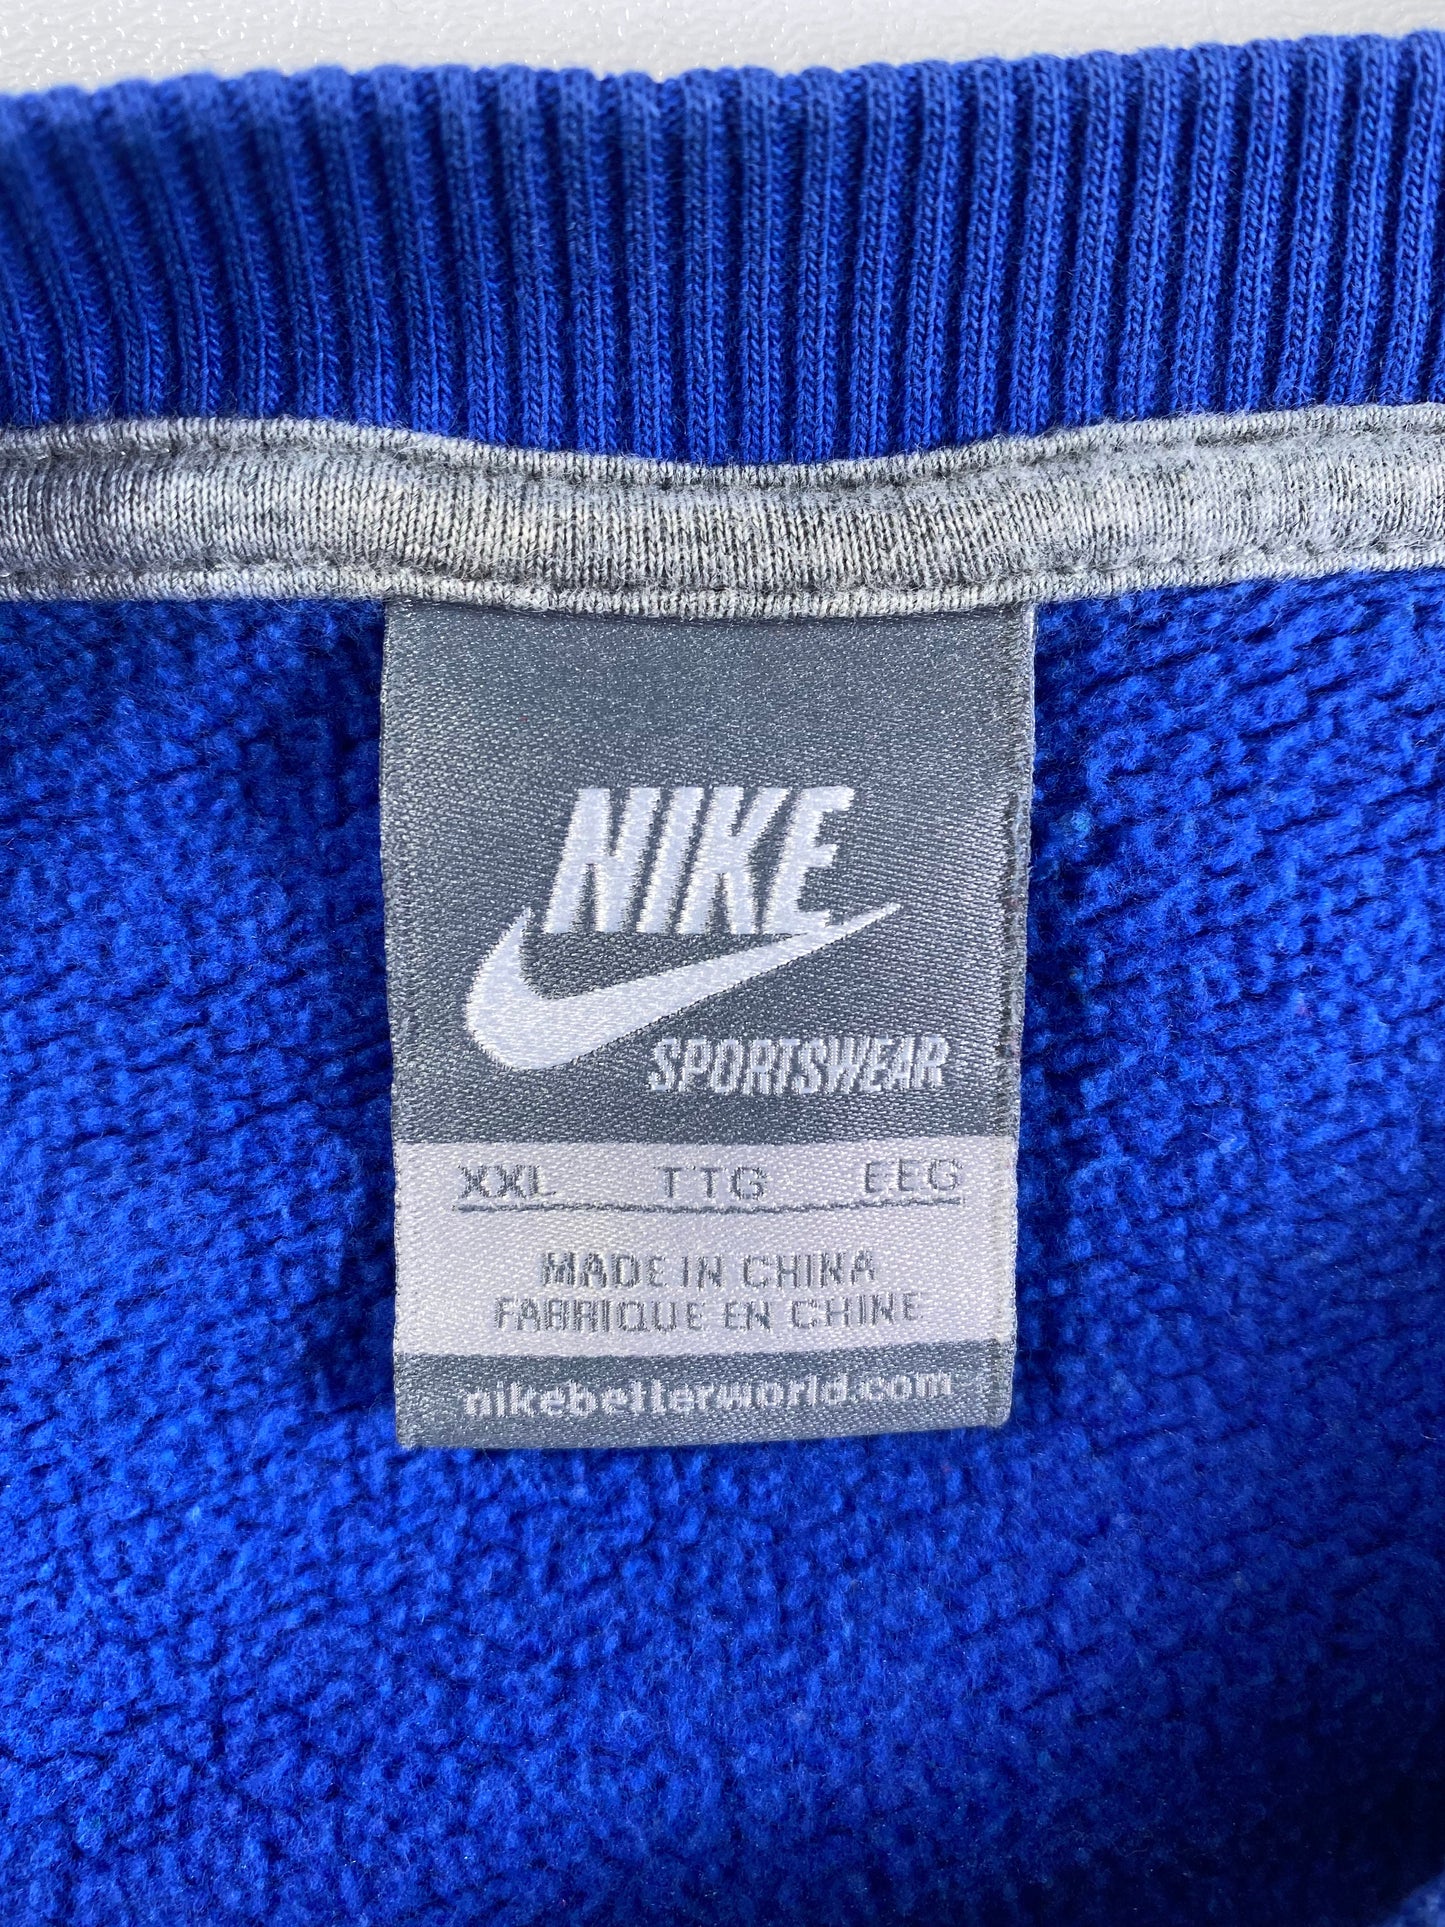 NIKE
SPORTSWEAR
XXL TTG EEG
MADE IN CHINA
FABRIQUE EN CHINE
nikebetterworld.com